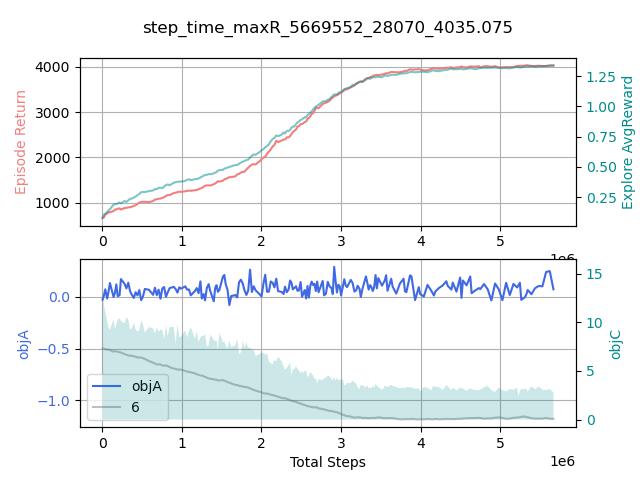 step_time_maxR_5669552_28070_4035.075
4000
3000
2000
1000
Episode Return
1.25
1.00
0.75
0.50
0.25
Explore AvgReward
0 1 2 3 4 5
0.0
−0.5
−1.0
objA
15
10
5
0
objC
objA
6
0 1 2 3 4 5
1e6
Total Steps